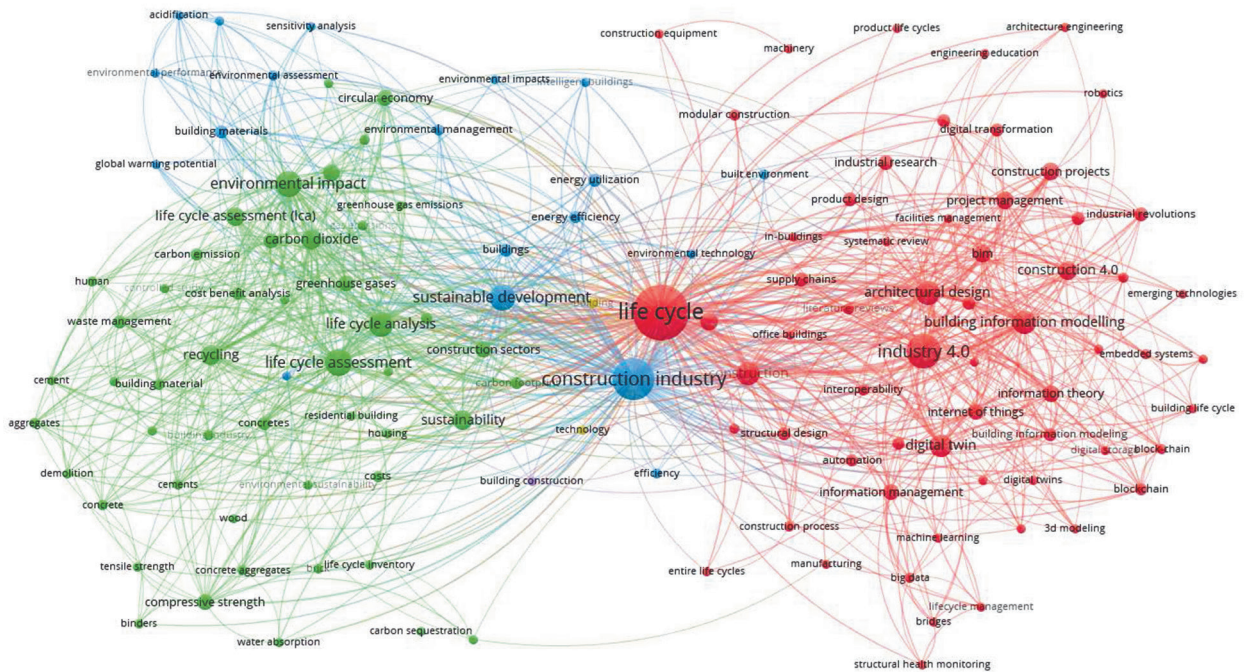 acidification
sensitivity analysis
product life cycles
architecture engineering
construction equipment
machinery
engineering education
environmental performance
environmental assessment
environmental impacts
intelligent buildings
robotics
circular economy
modular construction
building materials
environmental management
digital transformation
global warming potential
industrial research
construction projects
environmental impact
energy utilization
built environment
greenhouse gas emissions
product design
project management
life cycle assessment (lca)
energy efficiency
facilities management
industrial revolutions
carbon dioxide
in-buildings
systematic review
carbon emission
buildings
environmental technology
bim
construction 4.0
human
greenhouse gases
supply chains
cost benefit analysis
sustainable development
architectural design
emerging technologies
life cycle
literature reviews
waste management
life cycle analysis
building information modelling
office buildings
recycling
construction sectors
industry 4.0
embedded systems
life cycle assessment
construction
cement
building material
carbon footprint
construction industry
interoperability
information theory
aggregates
concretes
residential building
sustainability
internet of things
building life cycle
building industry
housing
technology
structural design
building information modeling
digital twin
digital storage
block-chain
demolition
costs
efficiency
automation
cements
environmental sustainability
building construction
information management
digital twins
blockchain
concrete
wood
construction process
3d modeling
machine learning
tensile strength
concrete aggregates
life cycle inventory
entire life cycles
manufacturing
big data
compressive strength
lifecycle management
binders
bridges
carbon sequestration
water absorption
structural health monitoring